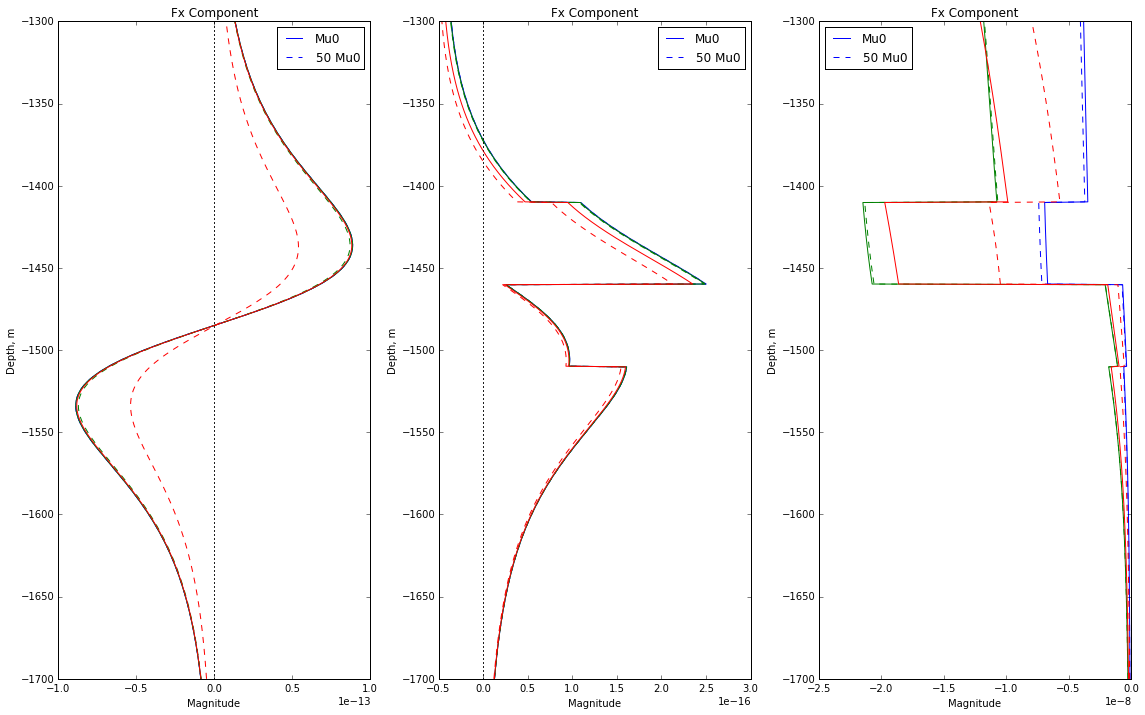 Fx Component
Mu0
50 Mu0
Depth, m
−1300
−1350
−1400
−1450
−1500
−1550
−1600
−1650
−1700
−1.0 −0.5 0.0 0.5 1.0
Magnitude
1e−13
Fx Component
Mu0
50 Mu0
Depth, m
−1300
−1350
−1400
−1450
−1500
−1550
−1600
−1650
−1700
−0.5 0.0 0.5 1.0 1.5 2.0 2.5 3.0
Magnitude
1e−16
Fx Component
Mu0
50 Mu0
Depth, m
−1300
−1350
−1400
−1450
−1500
−1550
−1600
−1650
−1700
−2.5 −2.0 −1.5 −1.0 −0.5 0.0
Magnitude
1e−8